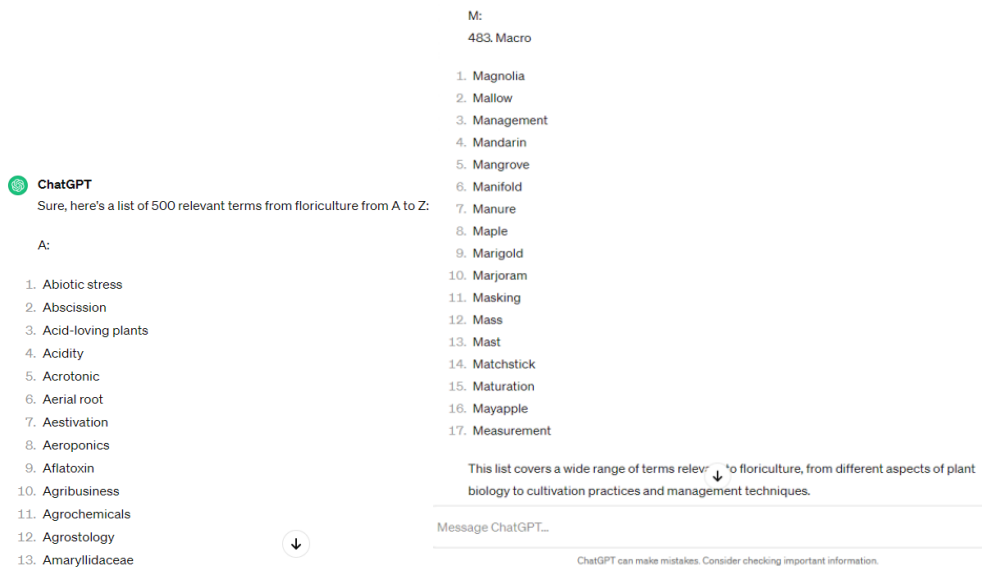 ChatGPT
Sure, here's a list of 500 relevant terms from floriculture from A to Z:
A:
1. Abiotic stress
2. Abscission
3. Acid-loving plants
4. Acidity
5. Acrotonic
6. Aerial root
7. Aestivation
8. Aeroponics
9. Aflatoxin
10. Agribusiness
11. Agrochemicals
12. Agrostology
13. Amaryllidaceae
M:
483. Macro
1. Magnolia
2. Mallow
3. Management
4. Mandarin
5. Mangrove
6. Manifold
7. Manure
8. Maple
9. Marigold
10. Marjoram
11. Masking
12. Mass
13. Mast
14. Matchstick
15. Maturation
16. Mayapple
17. Measurement
This list covers a wide range of terms relev to floriculture, from different aspects of plant
biology to cultivation practices and management techniques.
Message ChatGPT...
ChatGPT can make mistakes. Consider checking important information.